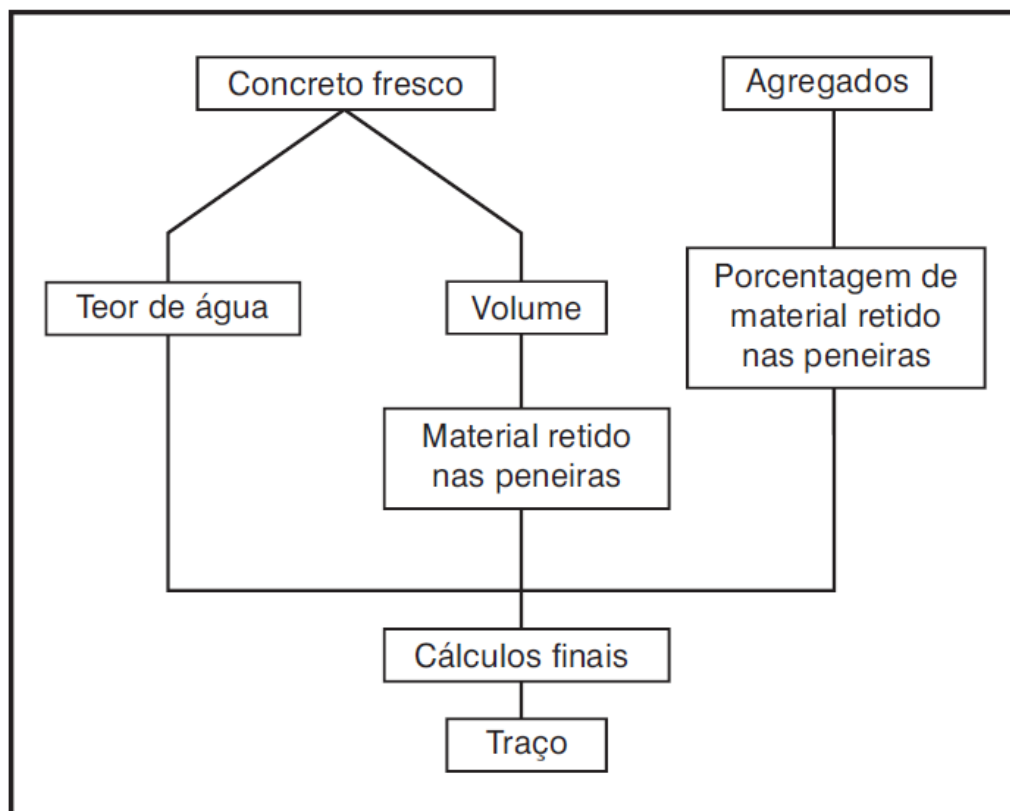 Concreto fresco
Agregados
Teor de água
Volume
Porcentagem de
material retido
nas peneiras
Material retido
nas peneiras
Cálculos finais
Traço